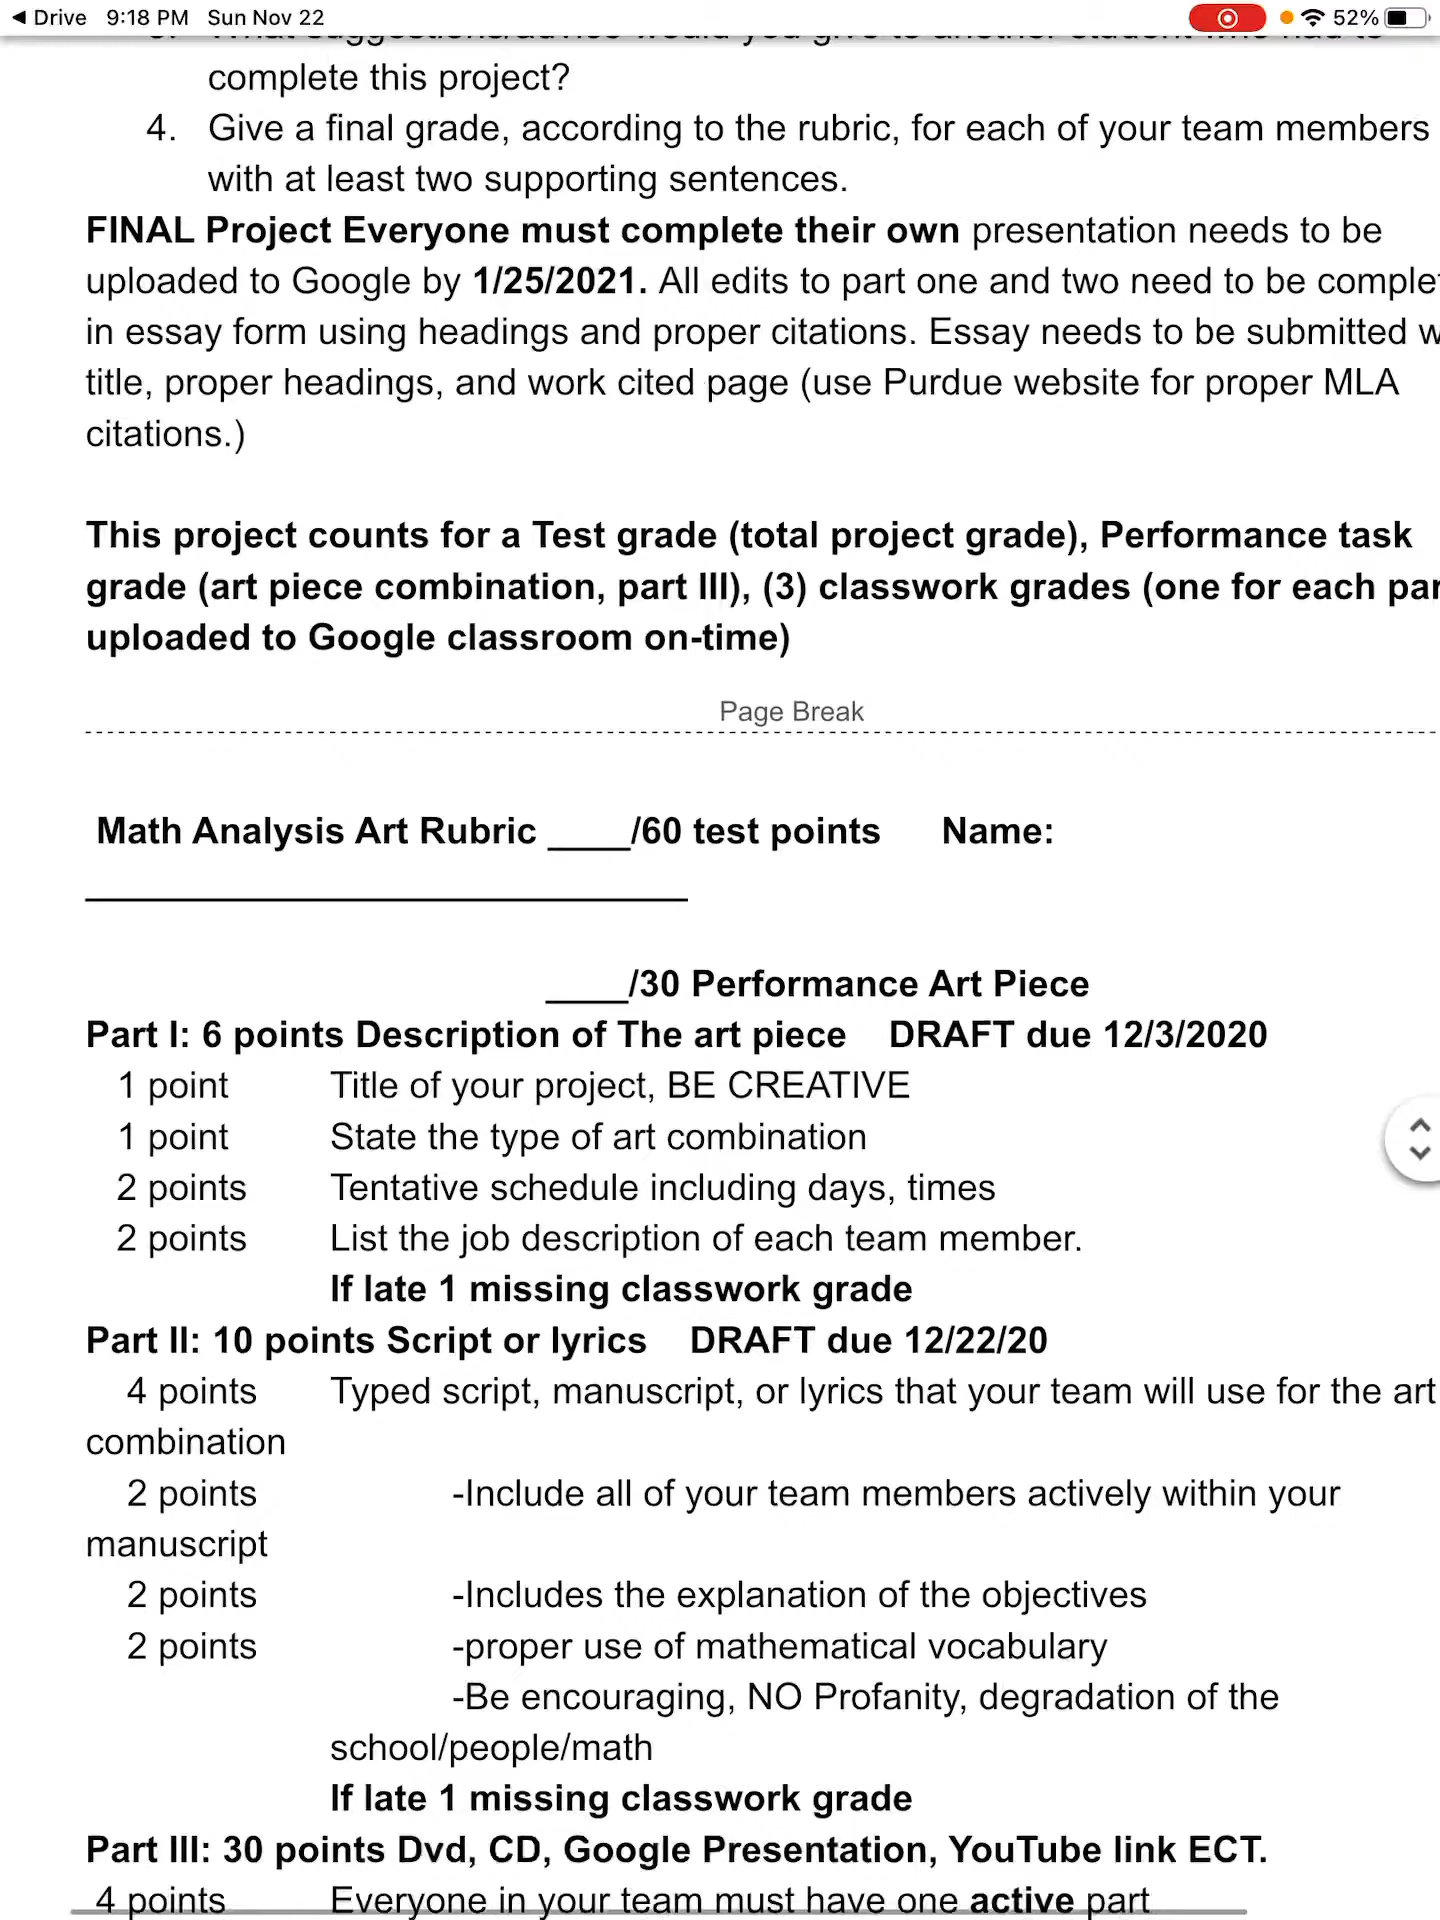 ◀ Drive 9:18 PM Sun Nov 22 52%
complete this project?
4. Give a final grade, according to the rubric, for each of your team members
with at least two supporting sentences.
FINAL Project Everyone must complete their own presentation needs to be
uploaded to Google by 1/25/2021. All edits to part one and two need to be
in essay form using headings and proper citations. Essay needs to be submitted
title, proper headings, and work cited page (use Purdue website for proper MLA
citations.)
This project counts for a Test grade (total project grade), Performance task
grade (art piece combination, part III), (3) classwork grades (one for each
uploaded to Google classroom on-time)
Page Break
Math Analysis Art Rubric ____/60 test points Name:
____/30 Performance Art Piece
Part I: 6 points Description of The art piece DRAFT due 12/3/2020
1 point Title of your project, BE CREATIVE
1 point State the type of art combination
2 points Tentative schedule including days, times
2 points List the job description of each team member.
If late 1 missing classwork grade
Part II: 10 points Script or lyrics DRAFT due 12/22/20
4 points Typed script, manuscript, or lyrics that your team will use for the art
combination
2 points -Include all of your team members actively within your
manuscript
2 points -Includes the explanation of the objectives
2 points -proper use of mathematical vocabulary
-Be encouraging, NO Profanity, degradation of the
school/people/math
If late 1 missing classwork grade
Part III: 30 points Dvd, CD, Google Presentation, YouTube link ECT.
4 points Everyone in your team must have one active part